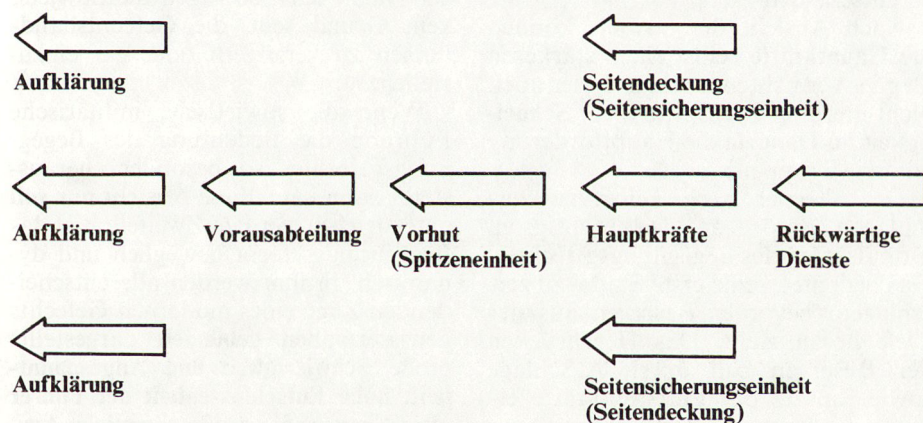 Aufklärung
Seitendeckung
(Seitensicherungseinheit)
Aufklärung
Vorausabteilung
Vorhut
(Spitzeneinheit)
Hauptkräfte
Rückwärtige
Dienste
Aufklärung
Seitensicherungseinheit
(Seitendeckung)